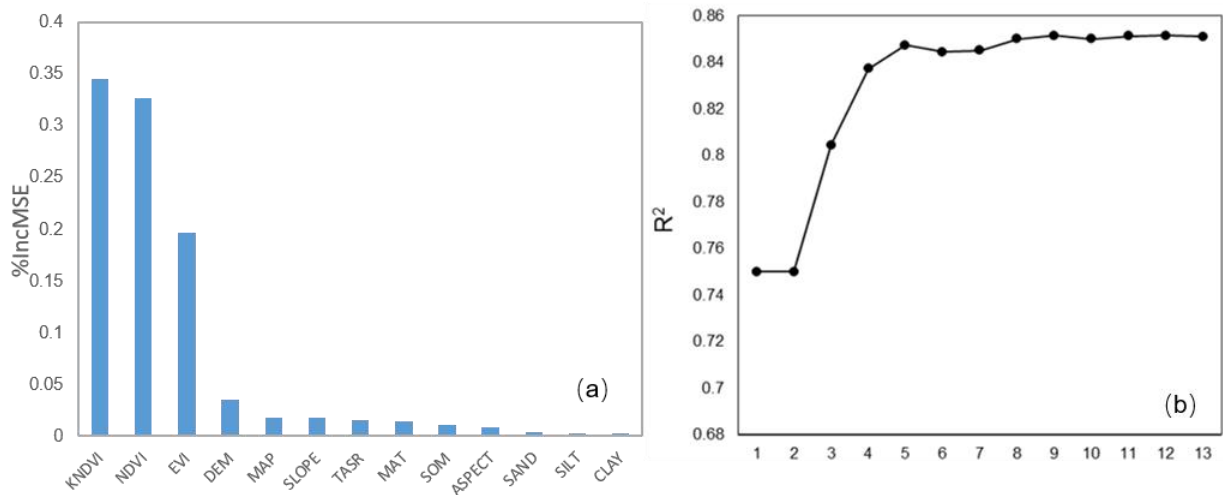 0.4
0.35
0.3
0.25
0.2
0.15
0.1
0.05
0
%IncMSE
KNDVI
NDVI
EVI
DEM
MAP
SLOPE
TASR
MAT
SOM
ASPECT
SAND
SILT
CLAY
(a)
0.86
0.84
0.82
0.8
0.78
0.76
0.74
0.72
0.7
0.68
R²
1 2 3 4 5 6 7 8 9 10 11 12 13
(b)